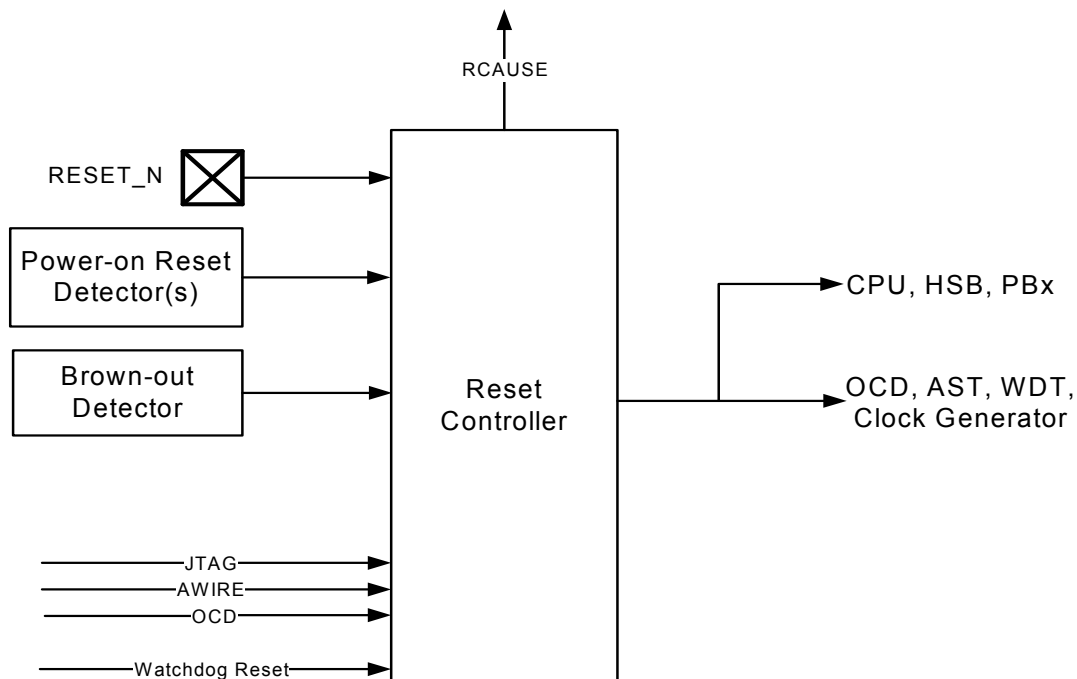 RCAUSE
RESET_N
Power-on Reset
Detector(s)
Brown-out
Detector
Reset
Controller
CPU, HSB, PBx
OCD, AST, WDT,
Clock Generator
JTAG
AWIRE
OCD
Watchdog Reset